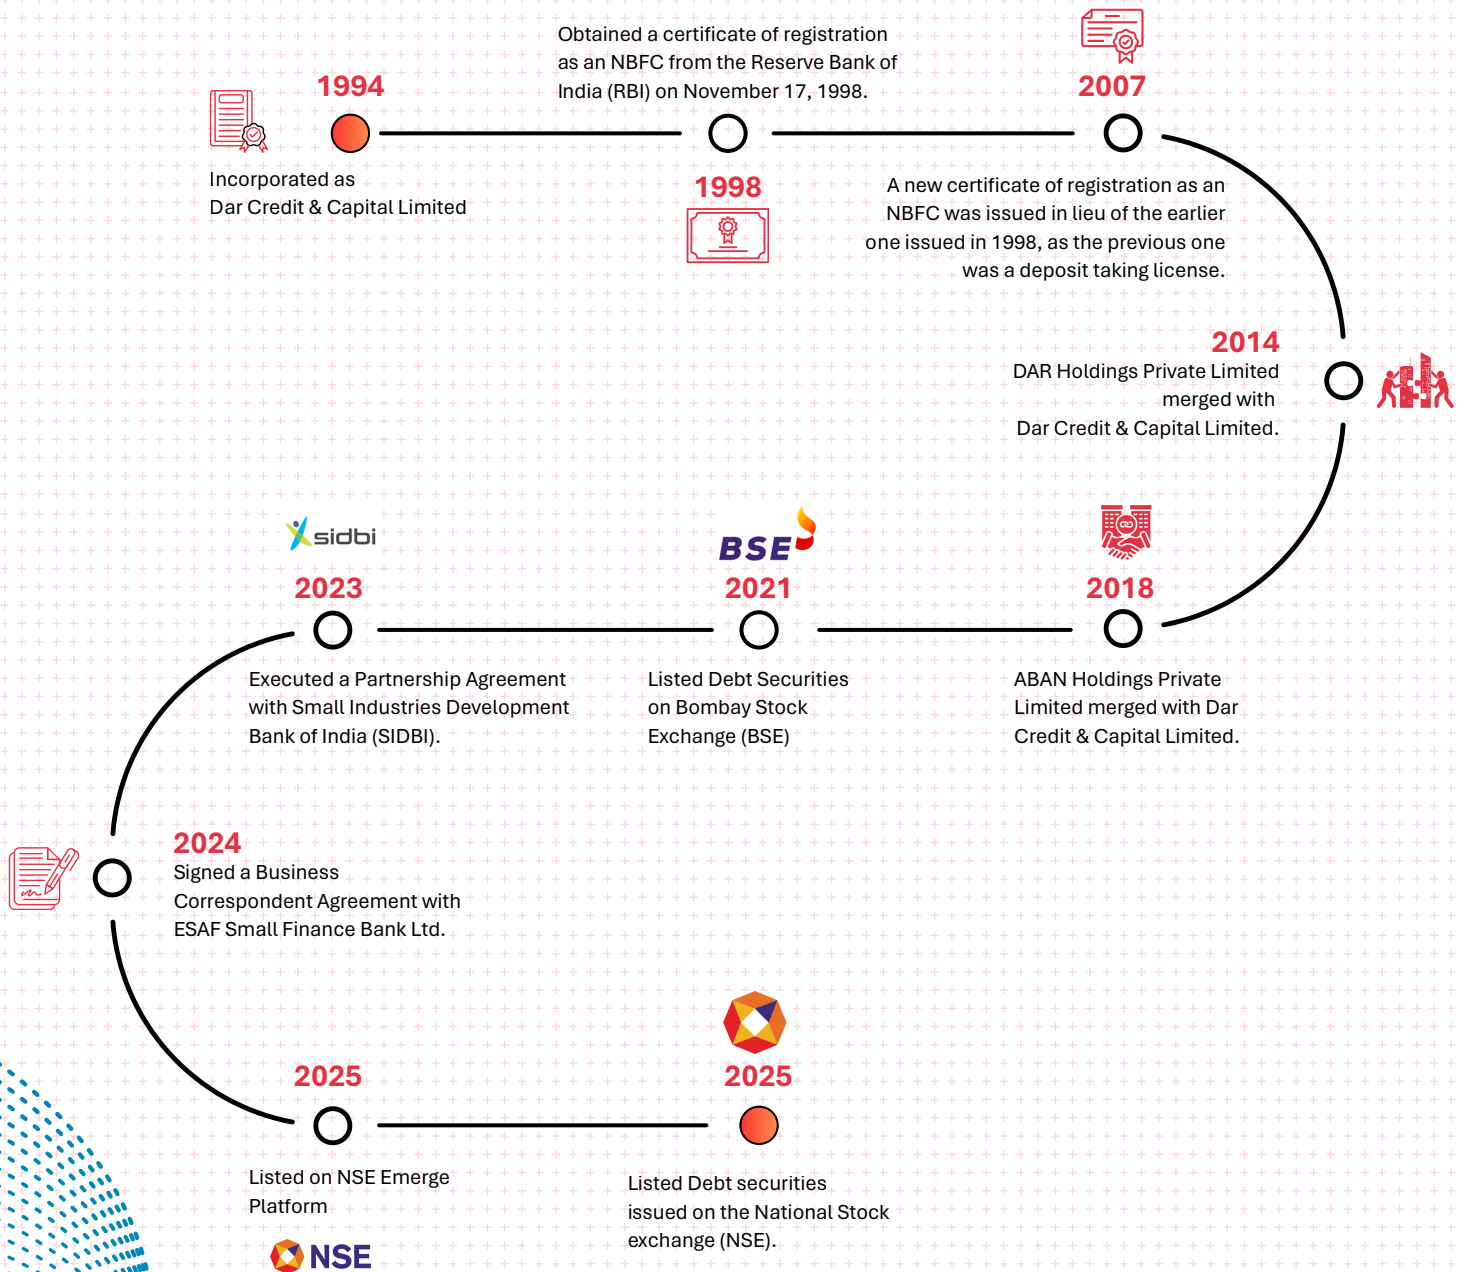 1994
Incorporated as
Dar Credit & Capital Limited
Obtained a certificate of registration
as an NBFC from the Reserve Bank of
India (RBI) on November 17, 1998.
1998
2007
A new certificate of registration as an
NBFC was issued in lieu of the earlier
one issued in 1998, as the previous one
was a deposit taking license.
2014
DAR Holdings Private Limited
merged with
Dar Credit & Capital Limited.
2018
ABAN Holdings Private
Limited merged with Dar
Credit & Capital Limited.
BSE
2021
Listed Debt Securities
on Bombay Stock
Exchange (BSE)
sidbi
2023
Executed a Partnership Agreement
with Small Industries Development
Bank of India (SIDBI).
2024
Signed a Business
Correspondent Agreement with
ESAF Small Finance Bank Ltd.
2025
Listed on NSE Emerge
Platform
NSE
2025
Listed Debt securities
issued on the National Stock
exchange (NSE).